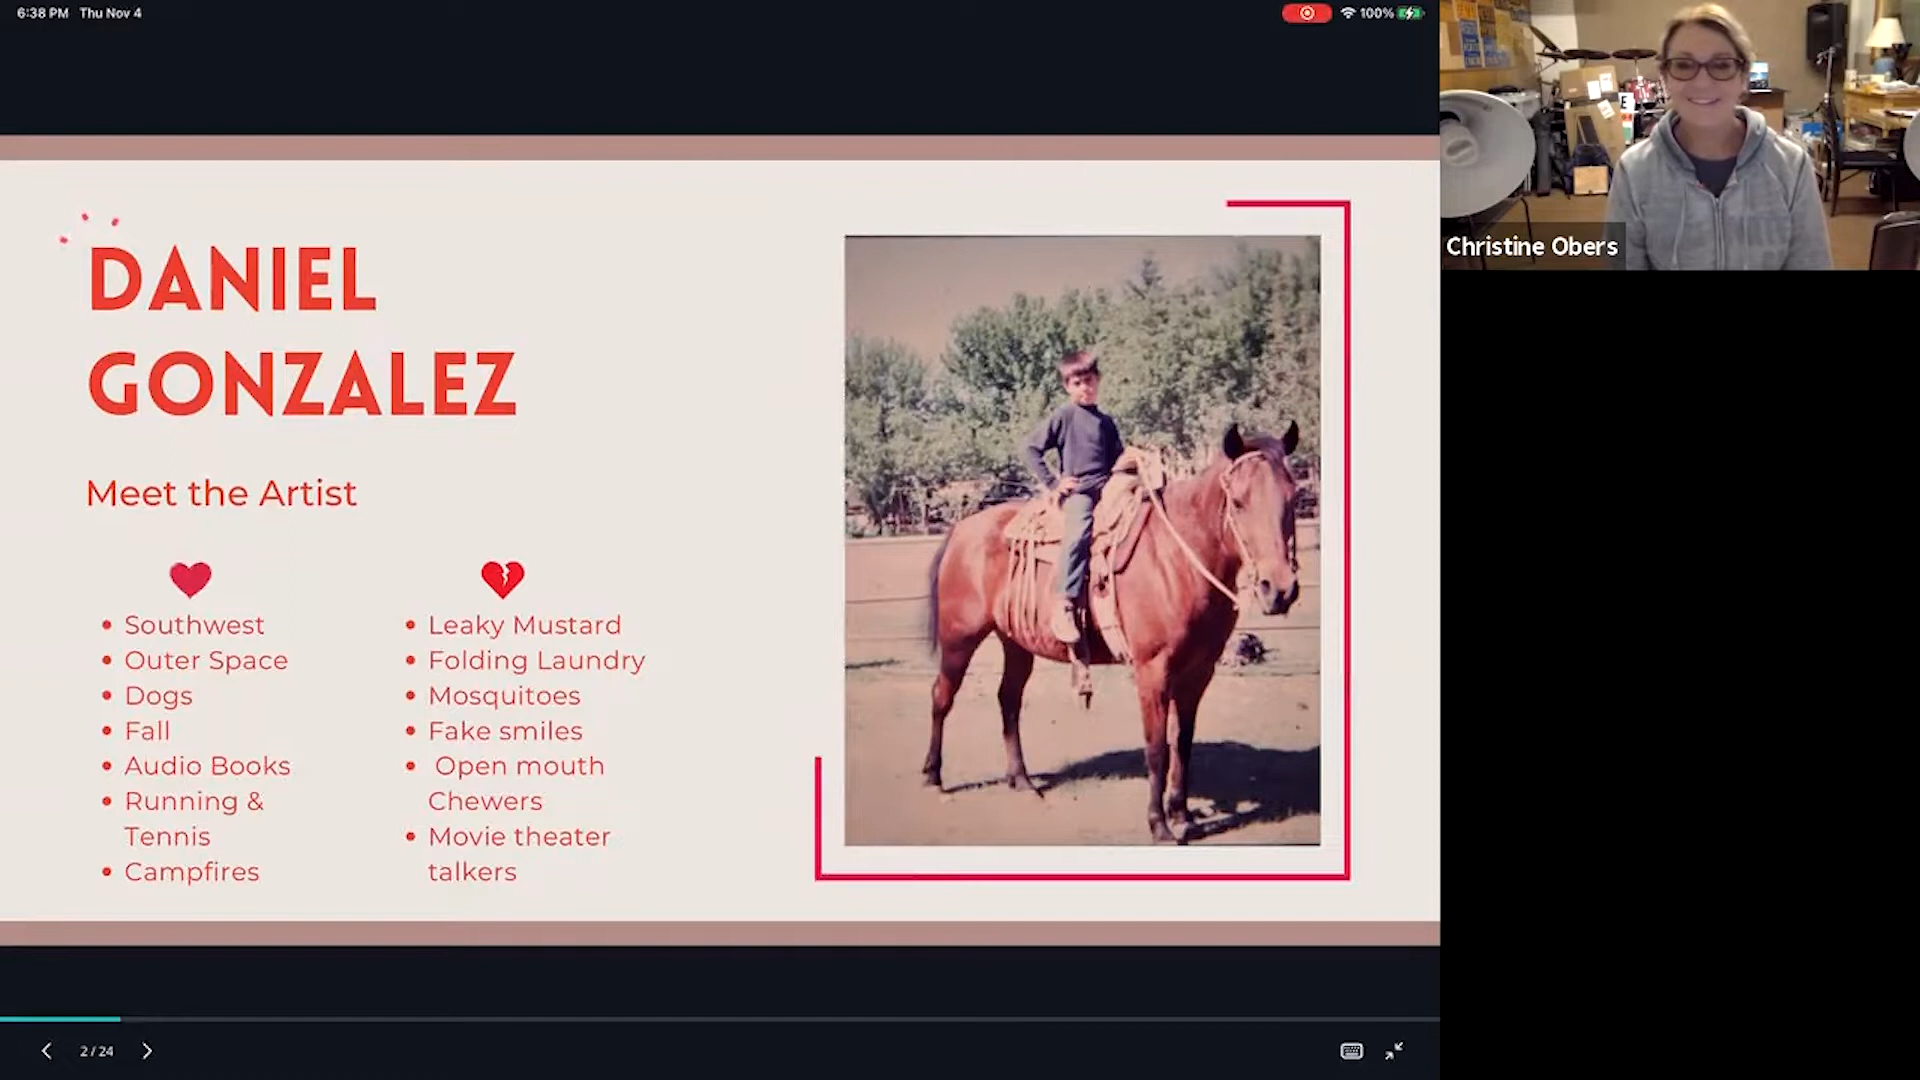 6:38 PM Thu Nov 4
100%
DANIEL
GONZALEZ
Meet the Artist
Southwest
Outer Space
Dogs
Fall
Audio Books
Running &
Tennis
Campfires
Leaky Mustard
Folding Laundry
Mosquitoes
Fake smiles
Open mouth
Chewers
Movie theater
talkers
2 / 24
E
Christine Obers